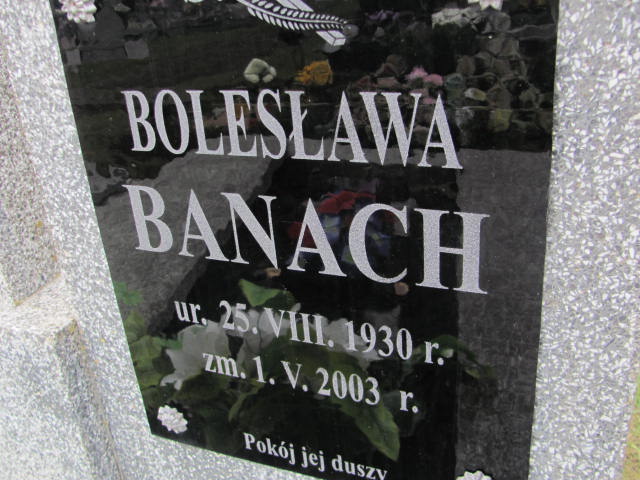 BOLESŁAWA
BANACH
ur. 25. VIII. 1930 r.
zm. 1. V. 2003 r.
Pokój jej duszy